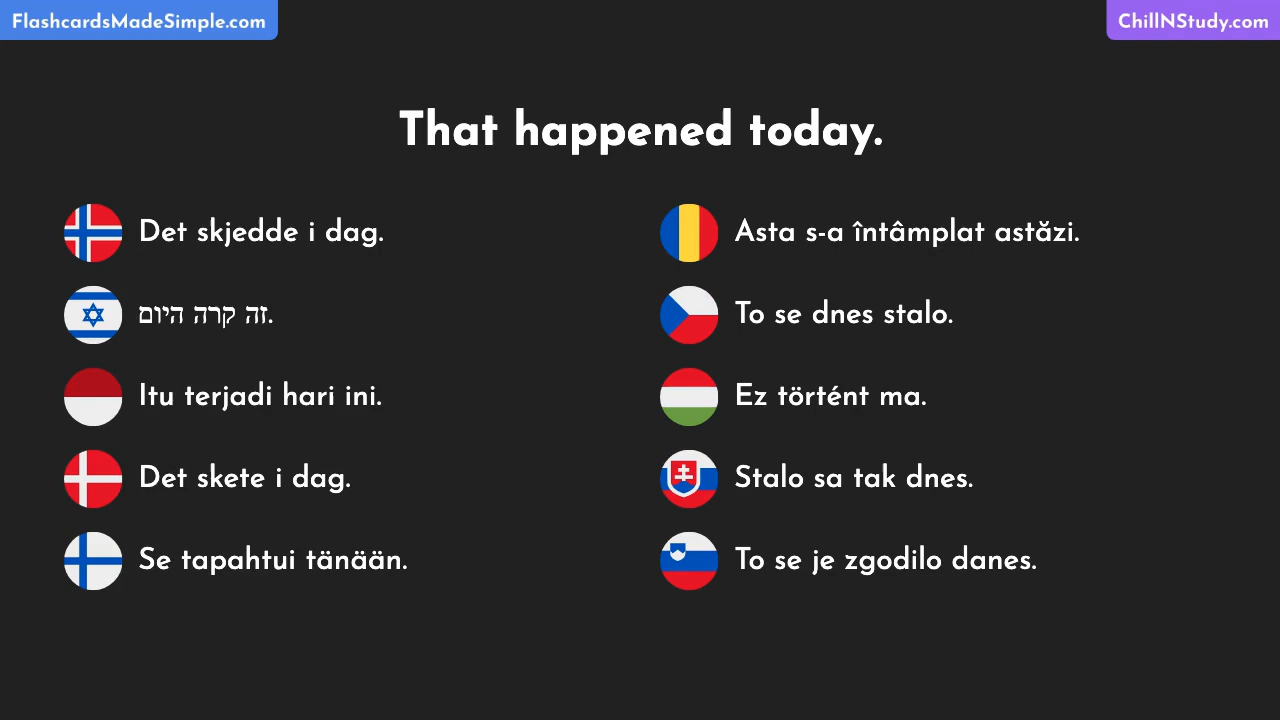 FlashcardsMadeSimple.com
ChillNStudy.com
That happened today.
Det skjedde i dag.
זה קרה היום.
Itu terjadi hari ini.
Det skete i dag.
Se tapahtui tänään.
Asta s-a întâmplat astăzi.
To se dnes stalo.
Ez történt ma.
Stalo sa tak dnes.
To se je zgodilo danes.